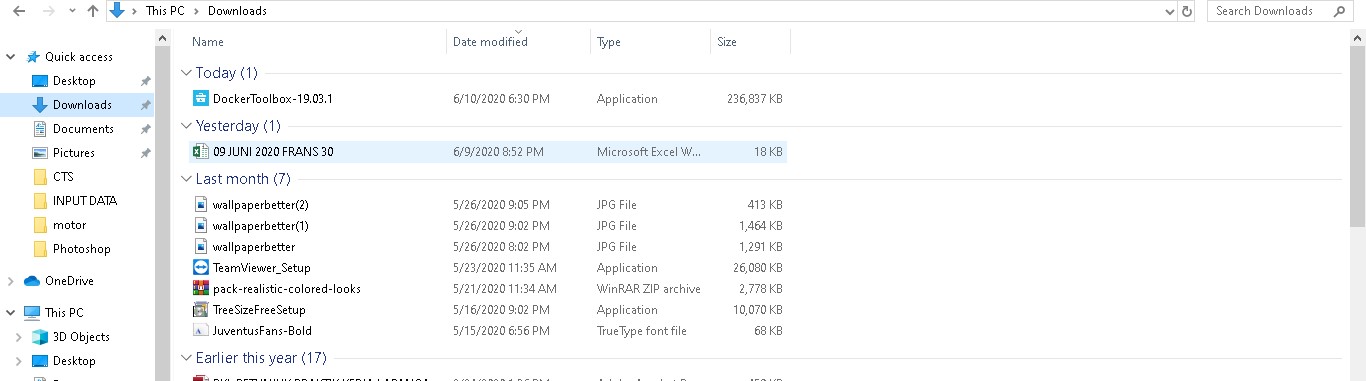 This PC > Downloads
Search Downloads
Name Date modified Type Size
Quick access
Desktop
Downloads
Documents
Pictures
CTS
INPUT DATA
motor
Photoshop
OneDrive
This PC
3D Objects
Desktop
Today (1)
DockerToolbox-19.03.1 6/10/2020 6:30 PM Application 236,837 KB
Yesterday (1)
09 JUNI 2020 FRANS 30 6/9/2020 8:52 PM Microsoft Excel W... 18 KB
Last month (7)
wallpaperbetter(2) 5/26/2020 9:05 PM JPG File 413 KB
wallpaperbetter(1) 5/26/2020 9:02 PM JPG File 1,464 KB
wallpaperbetter 5/26/2020 8:02 PM JPG File 1,291 KB
TeamViewer_Setup 5/23/2020 11:35 AM Application 26,080 KB
pack-realistic-colored-looks 5/21/2020 11:34 AM WinRAR ZIP archive 2,778 KB
TreeSizeFreeSetup 5/16/2020 9:02 PM Application 10,070 KB
JuventusFans-Bold 5/15/2020 6:56 PM TrueType font file 68 KB
Earlier this year (17)